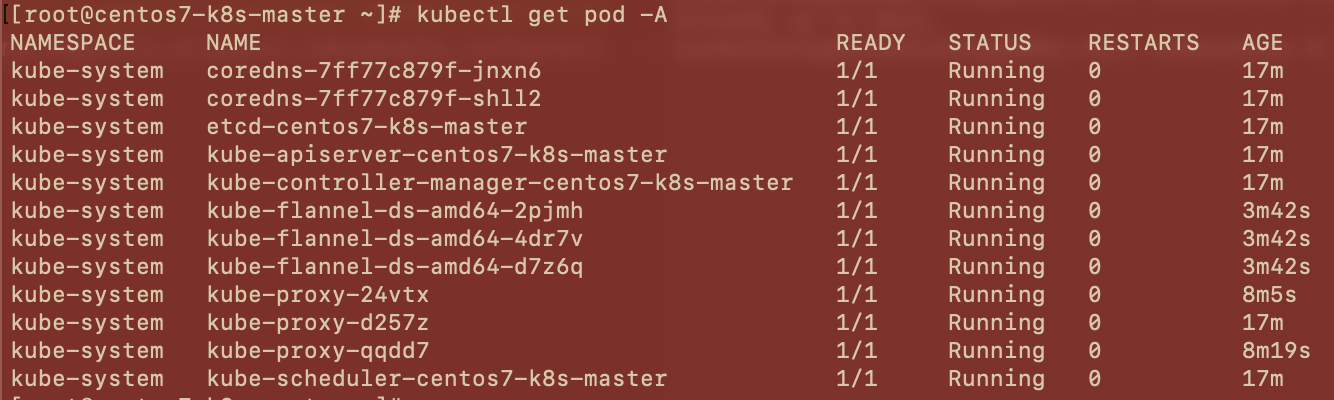 [[root@centos7-k8s-master ~]# kubectl get pod -A
NAMESPACE NAME READY STATUS RESTARTS AGE
kube-system coredns-7ff77c879f-jnxn6 1/1 Running 0 17m
kube-system coredns-7ff77c879f-shll2 1/1 Running 0 17m
kube-system etcd-centos7-k8s-master 1/1 Running 0 17m
kube-system kube-apiserver-centos7-k8s-master 1/1 Running 0 17m
kube-system kube-controller-manager-centos7-k8s-master 1/1 Running 0 17m
kube-system kube-flannel-ds-amd64-2pjmh 1/1 Running 0 3m42s
kube-system kube-flannel-ds-amd64-4dr7v 1/1 Running 0 3m42s
kube-system kube-flannel-ds-amd64-d7z6q 1/1 Running 0 3m42s
kube-system kube-proxy-24vtx 1/1 Running 0 8m5s
kube-system kube-proxy-d257z 1/1 Running 0 17m
kube-system kube-proxy-qqdd7 1/1 Running 0 8m19s
kube-system kube-scheduler-centos7-k8s-master 1/1 Running 0 17m